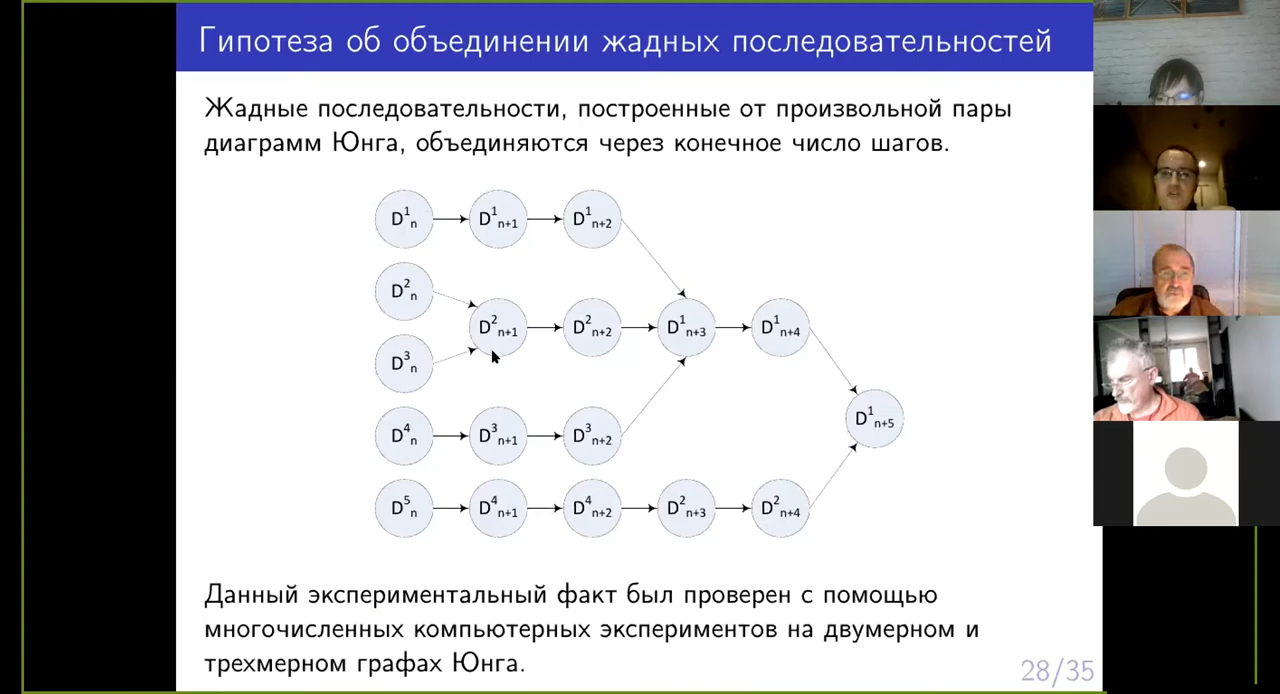 Гипотеза об объединении жадных последовательностей
Жадные последовательности, построенные от произвольной пары
диаграмм Юнга, объединяются через конечное число шагов.
D¹ₙ
D¹ₙ₊₁
D¹ₙ₊₂
D²ₙ
D³ₙ
D²ₙ₊₁
D²ₙ₊₂
D¹ₙ₊₃
D¹ₙ₊₄
D¹ₙ₊₅
D⁴ₙ
D³ₙ₊₁
D³ₙ₊₂
D⁵ₙ
D⁴ₙ₊₁
D⁴ₙ₊₂
D²ₙ₊₃
D²ₙ₊₄
Данный экспериментальный факт был проверен с помощью
многочисленных компьютерных экспериментов на двумерном и
трехмерном графах Юнга.
28/35